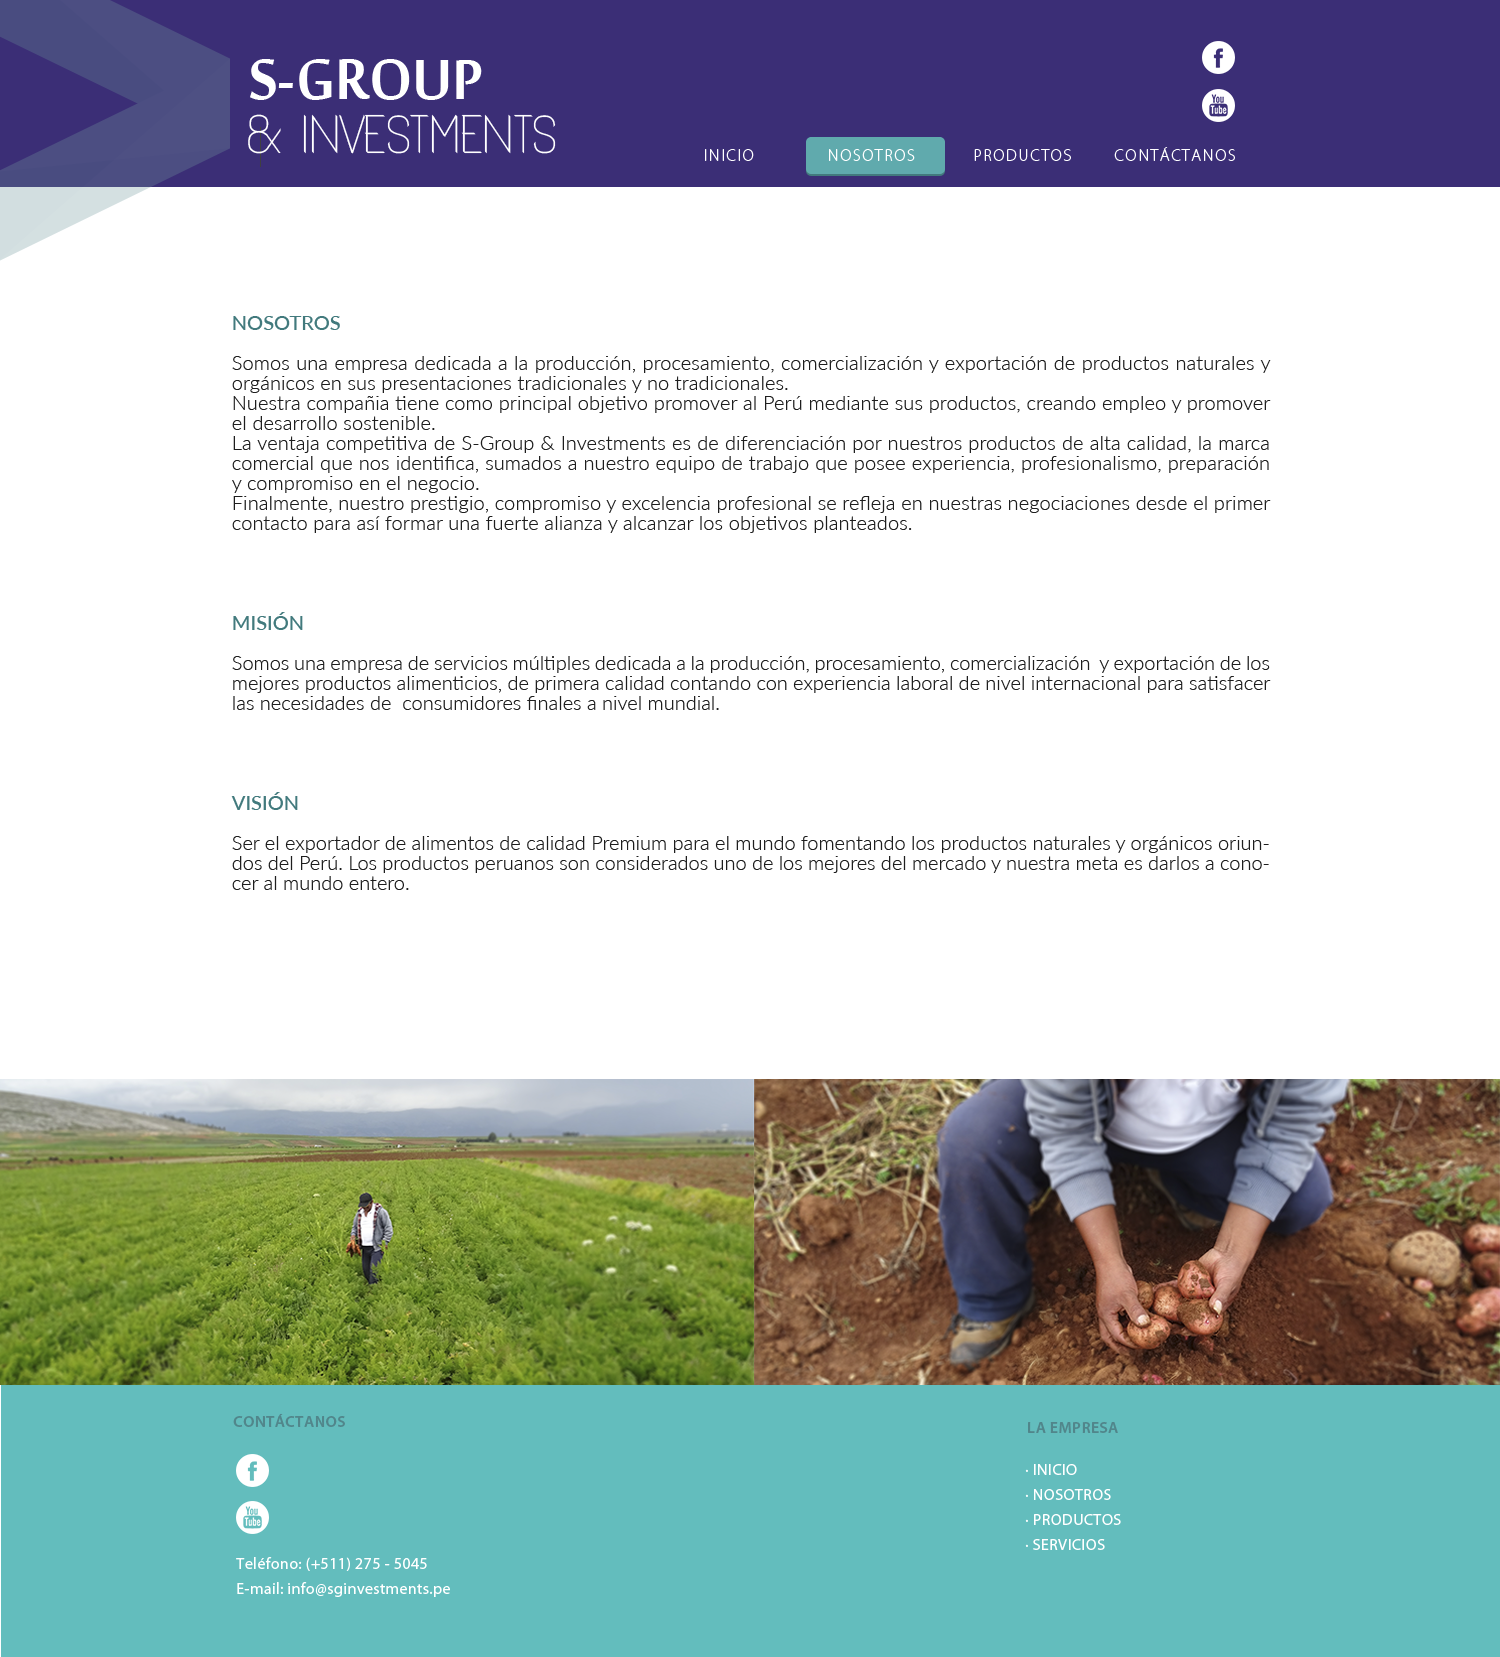 S-GROUP
& INVESTMENTS
INICIO NOSOTROS PRODUCTOS CONTÁCTANOS
NOSOTROS
Somos una empresa dedicada a la producción, procesamiento, comercialización y exportación de productos naturales y
orgánicos en sus presentaciones tradicionales y no tradicionales.
Nuestra compañia tiene como principal objetivo promover al Perú mediante sus productos, creando empleo y promover
el desarrollo sostenible.
La ventaja competitiva de S-Group & Investments es de diferenciación por nuestros productos de alta calidad, la marca
comercial que nos identifica, sumados a nuestro equipo de trabajo que posee experiencia, profesionalismo, preparación
y compromiso en el negocio.
Finalmente, nuestro prestigio, compromiso y excelencia profesional se refleja en nuestras negociaciones desde el primer
contacto para así formar una fuerte alianza y alcanzar los objetivos planteados.
MISIÓN
Somos una empresa de servicios múltiples dedicada a la producción, procesamiento, comercialización  y exportación de los
mejores productos alimenticios, de primera calidad contando con experiencia laboral de nivel internacional para satisfacer
las necesidades de  consumidores finales a nivel mundial.
VISIÓN
Ser el exportador de alimentos de calidad Premium para el mundo fomentando los productos naturales y orgánicos oriun-
dos del Perú. Los productos peruanos son considerados uno de los mejores del mercado y nuestra meta es darlos a cono-
cer al mundo entero.
CONTÁCTANOS
You
Tube
Teléfono: (+511) 275 - 5045
E-mail: info@sginvestments.pe
LA EMPRESA
· INICIO
· NOSOTROS
· PRODUCTOS
· SERVICIOS